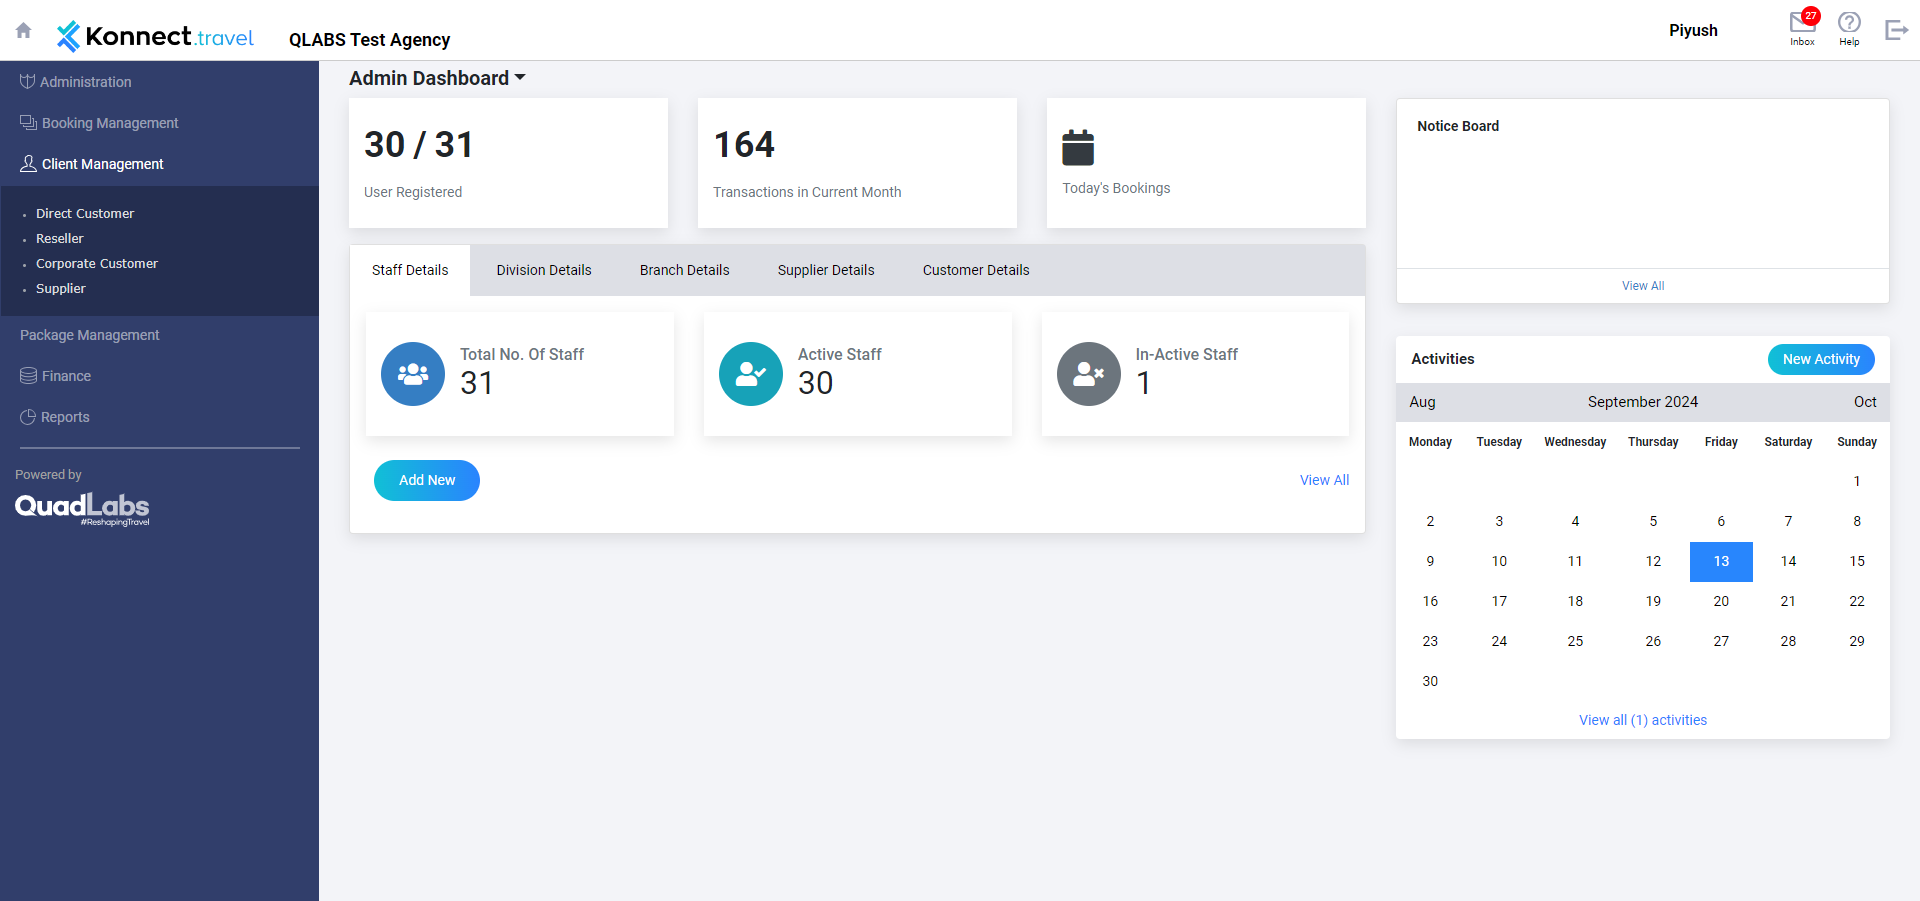 Konnect.travel
QLABS Test Agency
Piyush
27
Inbox
Help
Administration
Booking Management
Client Management
Direct Customer
Reseller
Corporate Customer
Supplier
Package Management
Finance
Reports
Powered by
QuadLabs
#ReshapingTravel
Admin Dashboard
30 / 31
User Registered
164
Transactions in Current Month
Today's Bookings
Staff Details Division Details Branch Details Supplier Details Customer Details
Total No. Of Staff
31
Active Staff
30
In-Active Staff
1
Add New
View All
Notice Board
View All
Activities
New Activity
Aug September 2024 Oct
Monday Tuesday Wednesday Thursday Friday Saturday Sunday
1
2 3 4 5 6 7 8
9 10 11 12 13 14 15
16 17 18 19 20 21 22
23 24 25 26 27 28 29
30
View all (1) activities